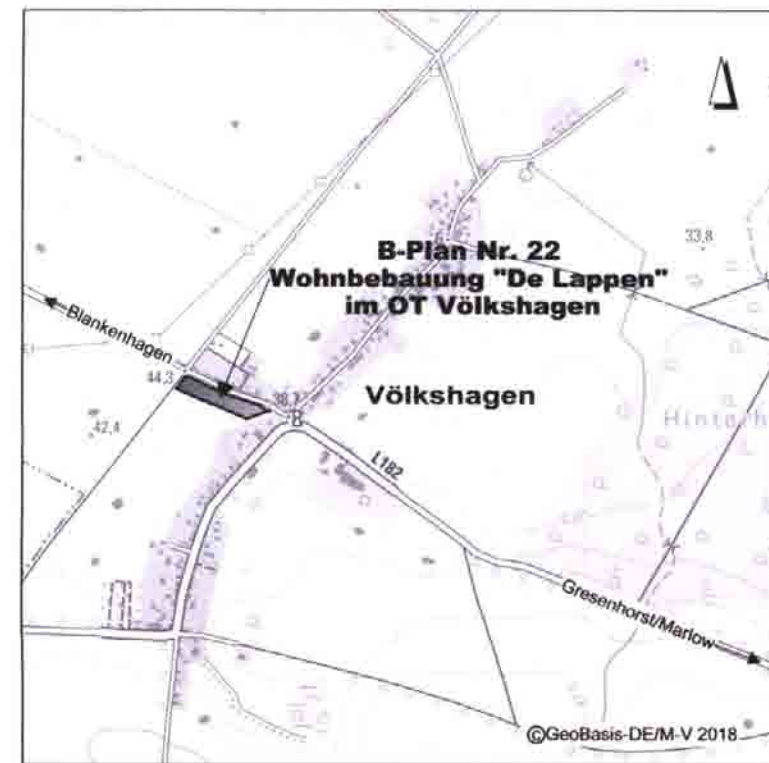 B-Plan Nr. 22
Wohnbebauung "De Lappen"
im OT Völkshagen
33,8
Blankenhagen
44,3
38,7
Völkshagen
42,4
L182
Gresenhorst/Marlow
©GeoBasis-DE/M-V 2018